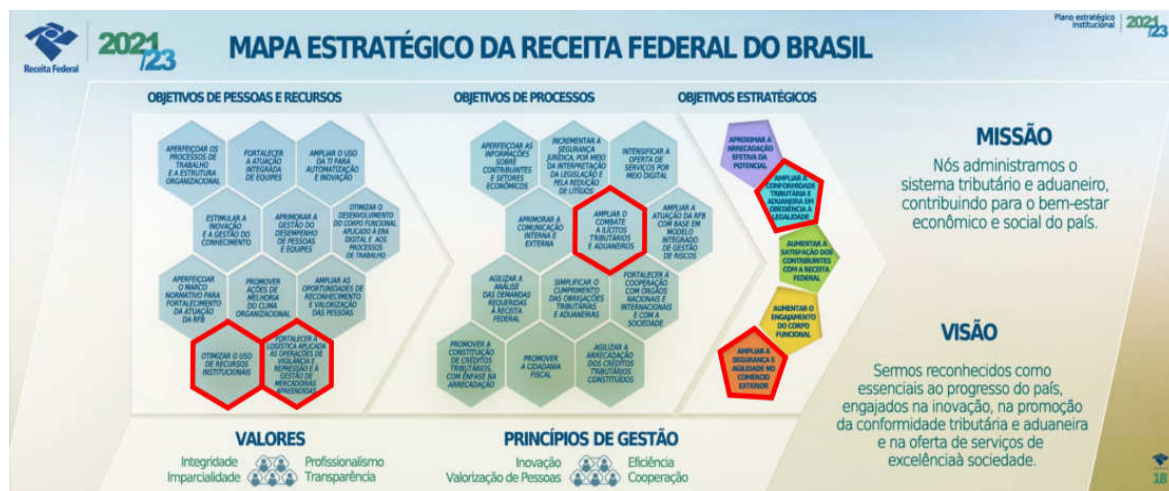 Plano estratégico
Institucional
2021
/23
Receita Federal
2021
/23
MAPA ESTRATÉGICO DA RECEITA FEDERAL DO BRASIL
OBJETIVOS DE PESSOAS E RECURSOS
APERFEIÇOAR OS
PROCESSOS DE
TRABALHO
E A ESTRUTURA
ORGANIZACIONAL
FORTALECER
A ATUAÇÃO
INTEGRADA
DE EQUIPES
AMPLIAR O USO
DA TI PARA
AUTOMATIZAÇÃO
E INOVAÇÃO
ESTIMULAR A
INOVAÇÃO
E A GESTÃO DO
CONHECIMENTO
APRIMORAR A
GESTÃO DO
DESEMPENHO
DE PESSOAS
E EQUIPES
OTIMIZAR O
DESENVOLVIMENTO
DO CORPO FUNCIONAL
APLICADO À ERA
DIGITAL E AOS
PROCESSOS
DE TRABALHO
APERFEIÇOAR
O MARCO
NORMATIVO PARA
FORTALECIMENTO
DA ATUAÇÃO
DA RFB
PROMOVER
AÇÕES DE
MELHORIA
DO CLIMA
ORGANIZACIONAL
AMPLIAR AS
OPORTUNIDADES DE
RECONHECIMENTO
E VALORIZAÇÃO
DAS PESSOAS
OTIMIZAR O USO
DE RECURSOS
INSTITUCIONAIS
FORTALECER A
LOGÍSTICA APLICADA
ÀS OPERAÇÕES DE
VIGILÂNCIA E
REPRESSÃO E À
GESTÃO DE
MERCADORIAS
APREENDIDAS
OBJETIVOS DE PROCESSOS
APERFEIÇOAR AS
INFORMAÇÕES
SOBRE
CONTRIBUINTES
E SETORES
ECONÔMICOS
INCREMENTAR A
SEGURANÇA
JURÍDICA, POR MEIO
DA INTERPRETAÇÃO
DA LEGISLAÇÃO E
PELA REDUÇÃO DE
LITÍGIOS
INTENSIFICAR A
OFERTA DE
SERVIÇOS POR
MEIO DIGITAL
APRIMORAR A
COMUNICAÇÃO
INTERNA E
EXTERNA
AMPLIAR O
COMBATE
A ILÍCITOS
TRIBUTÁRIOS
E ADUANEIROS
AMPLIAR A
ATUAÇÃO DA RFB
COM BASE EM
MODELO
INTEGRADO
DE GESTÃO DE
RISCOS
AGILIZAR A
ANÁLISE
DAS DEMANDAS
REQUERIDAS
À RECEITA
FEDERAL
SIMPLIFICAR O
CUMPRIMENTO
DAS OBRIGAÇÕES
TRIBUTÁRIAS
E ADUANEIRAS
FORTALECER A
COOPERAÇÃO
COM ÓRGÃOS
NACIONAIS E
INTERNACIONAIS
E COM A
SOCIEDADE
PROMOVER A
CONSTITUIÇÃO
DE CRÉDITOS
TRIBUTÁRIOS,
COM ÊNFASE NA
ARRECADAÇÃO
PROMOVER
A CIDADANIA
FISCAL
AGILIZAR A
ARRECADAÇÃO
DOS CRÉDITOS
TRIBUTÁRIOS
CONSTITUÍDOS
OBJETIVOS ESTRATÉGICOS
APROXIMAR A
ARRECADAÇÃO
EFETIVA DA
POTENCIAL
AMPLIAR A
CONFORMIDADE
TRIBUTÁRIA E
ADUANEIRA EM
OBEDIÊNCIA À
LEGALIDADE
AUMENTAR A
SATISFAÇÃO DOS
CONTRIBUINTES
COM A RECEITA
FEDERAL
AUMENTAR O
ENGAJAMENTO
DO CORPO
FUNCIONAL
AMPLIAR A
SEGURANÇA E
AGILIDADE NO
COMÉRCIO
EXTERIOR
MISSÃO
Nós administramos o
sistema tributário e aduaneiro,
contribuindo para o bem-estar
econômico e social do país.
VISÃO
Sermos reconhecidos como
essenciais ao progresso do país,
engajados na inovação, na promoção
da conformidade tributária e aduaneira
e na oferta de serviços de
excelênciaà sociedade.
VALORES
Integridade
Imparcialidade
Profissionalismo
Transparência
PRINCÍPIOS DE GESTÃO
Inovação
Valorização de Pessoas
Eficiência
Cooperação
18